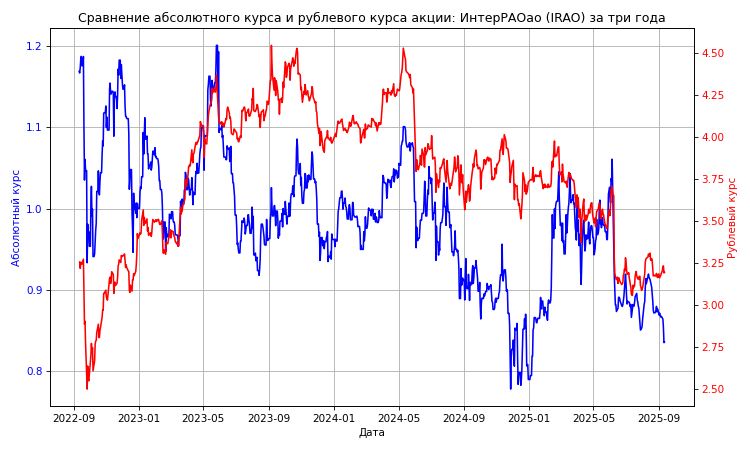 Сравнение абсолютного курса и рублевого курса акции: ИнтерРАОао (IRAO) за три года
1.2
1.1
1.0
0.9
0.8
Абсолютный курс
4.50
4.25
4.00
3.75
3.50
3.25
3.00
2.75
2.50
Рублевый курс
2022-09 2023-01 2023-05 2023-09 2024-01 2024-05 2024-09 2025-01 2025-05 2025-09
Дата